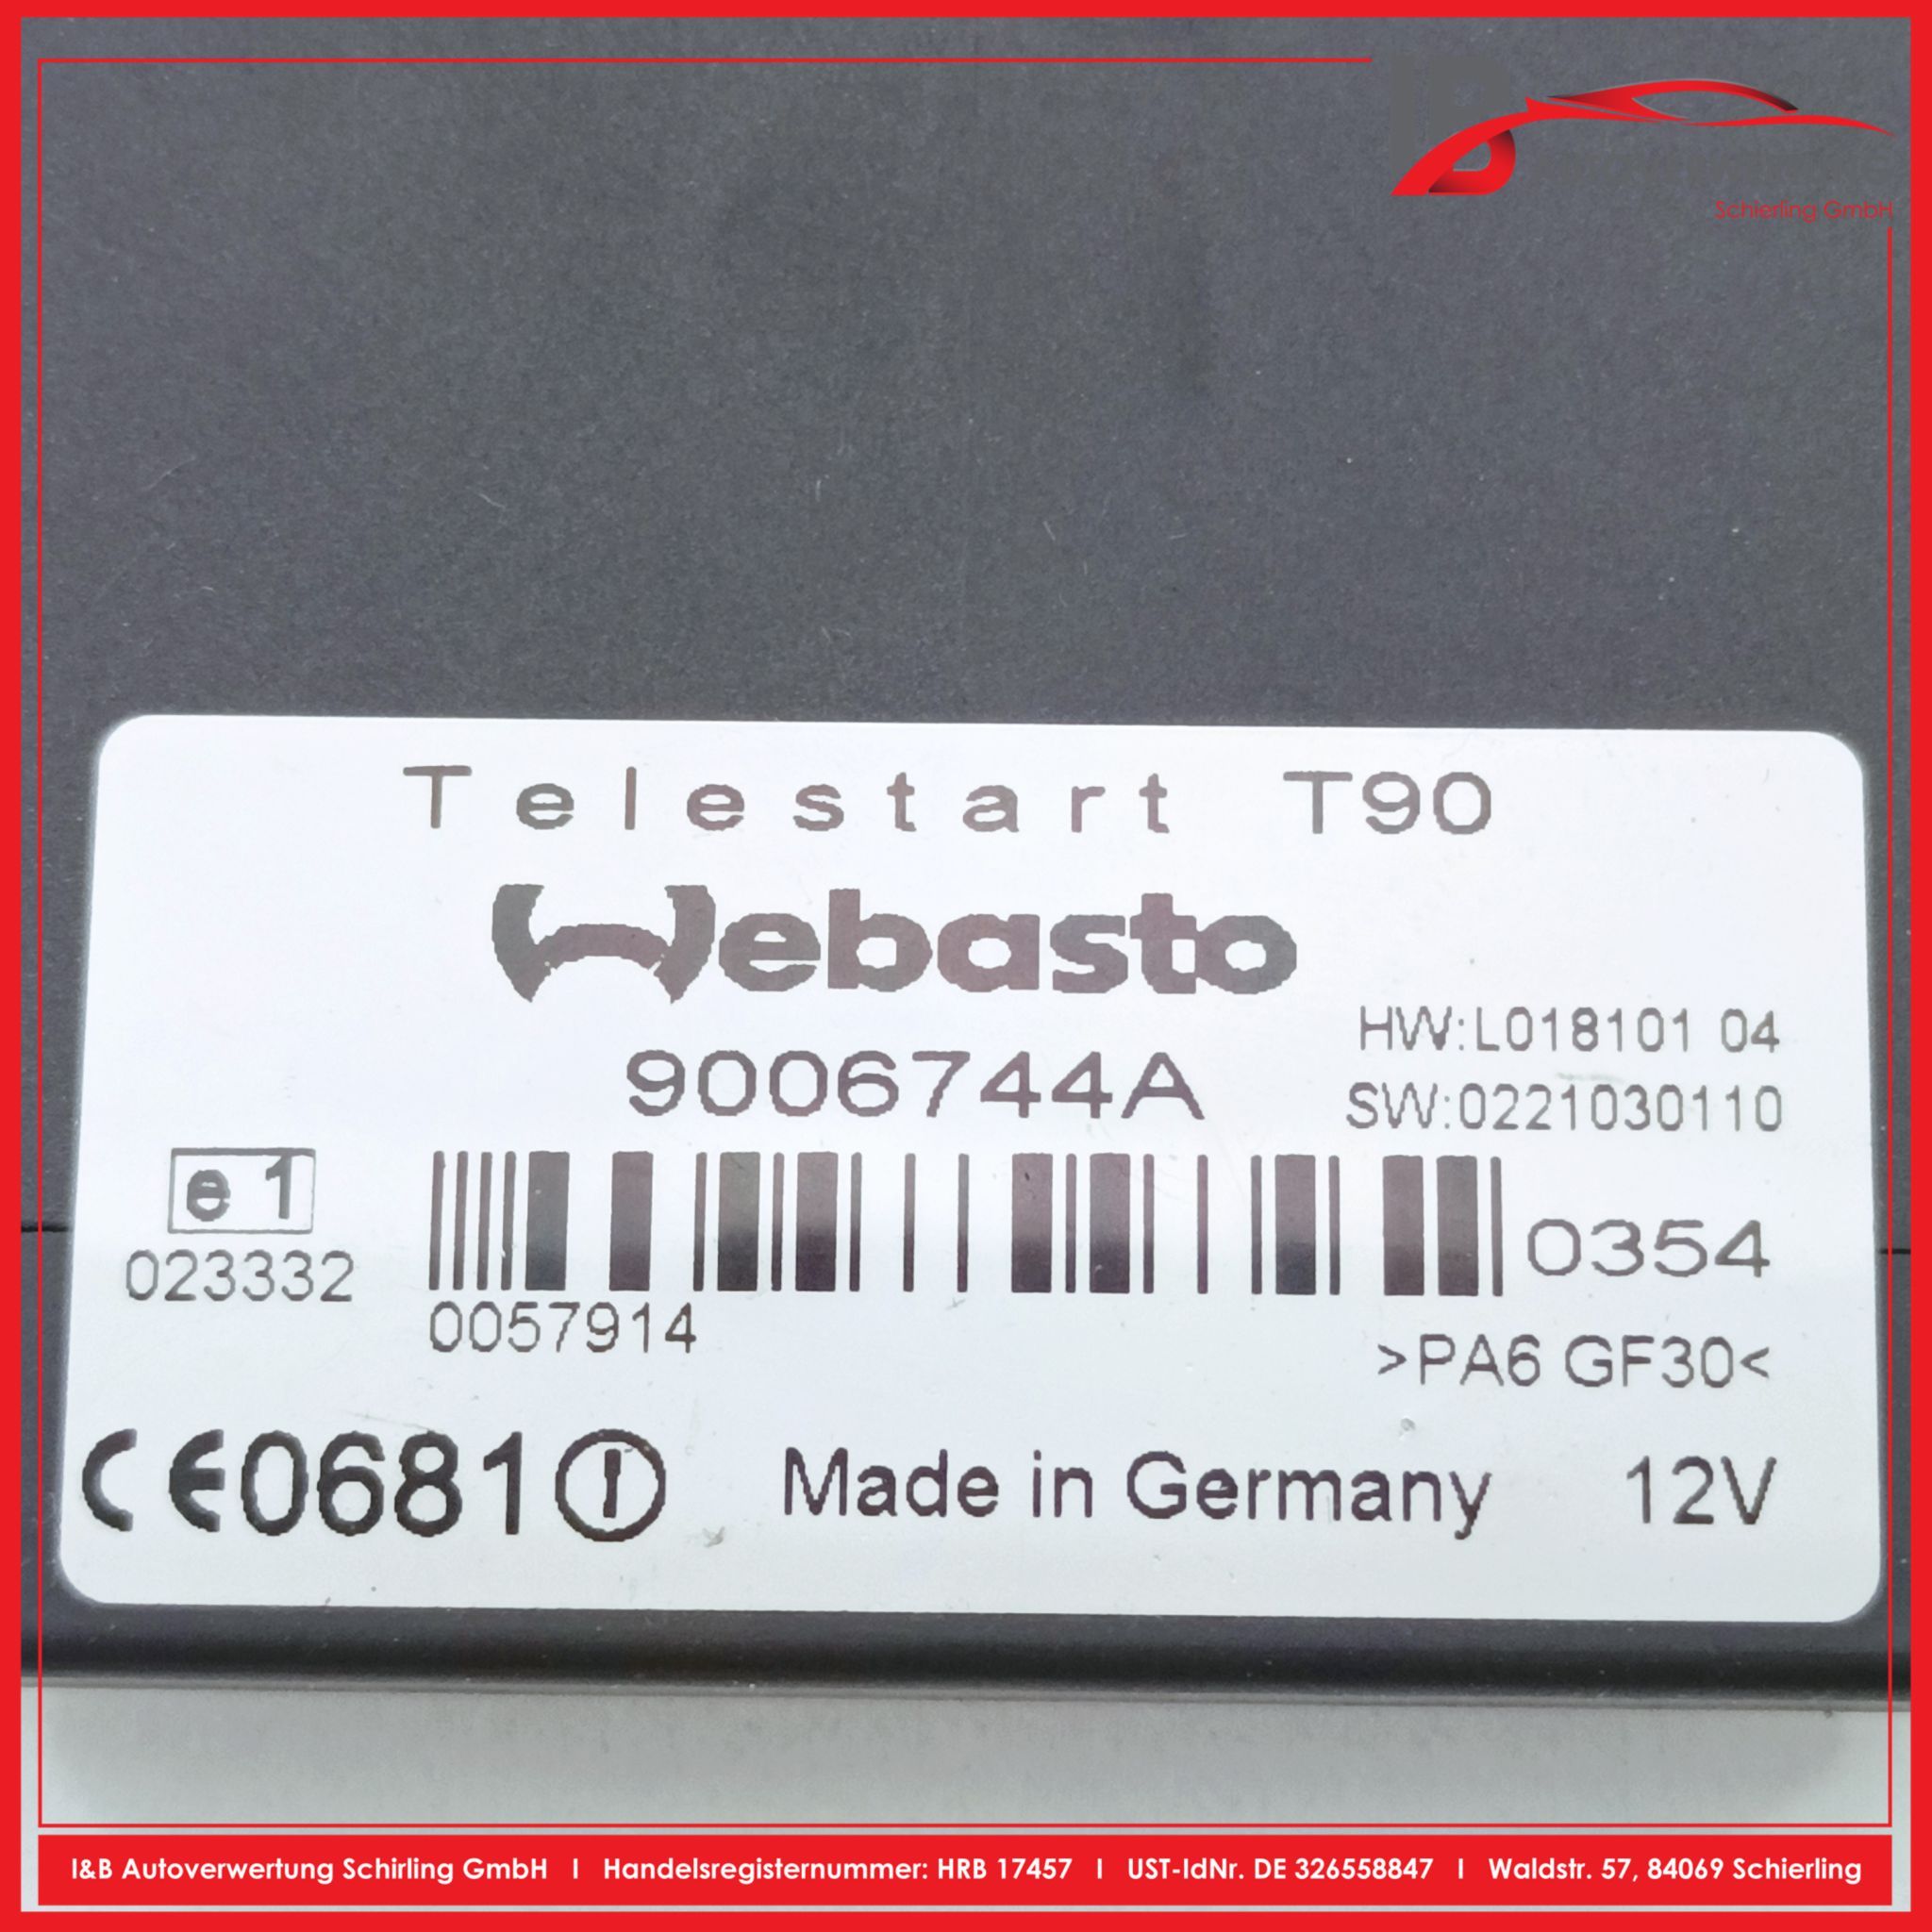 Schierling GmbH
Telestart T90
Webasto
HW:L018101 04
9006744A
SW:0221030110
e 1
023332
0354
0057914
>PA6 GF30<
CE0681
Made in Germany
12V
I&B Autoverwertung Schirling GmbH I Handelsregisternummer: HRB 17457 I UST-IdNr. DE 326558847 I Waldstr. 57, 84069 Schierling